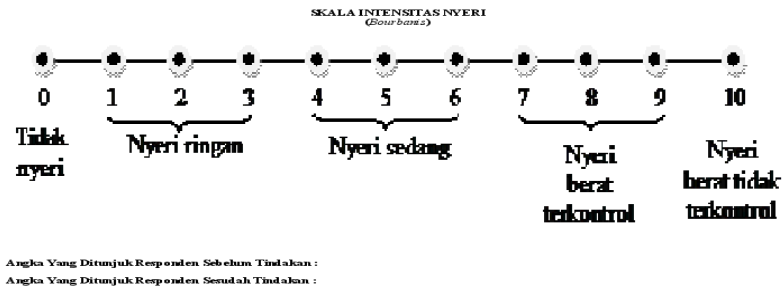 SKALA INTENSITAS NYERI
(Bourbanis)
0 1 2 3 4 5 6 7 8 9 10
Tidak nyeri
Nyeri ringan
Nyeri sedang
Nyeri berat terkontrol
Nyeri berat tidak terkontrol
Angka Yang Ditunjuk Responden Sebelum Tindakan :
Angka Yang Ditunjuk Responden Sesudah Tindakan :